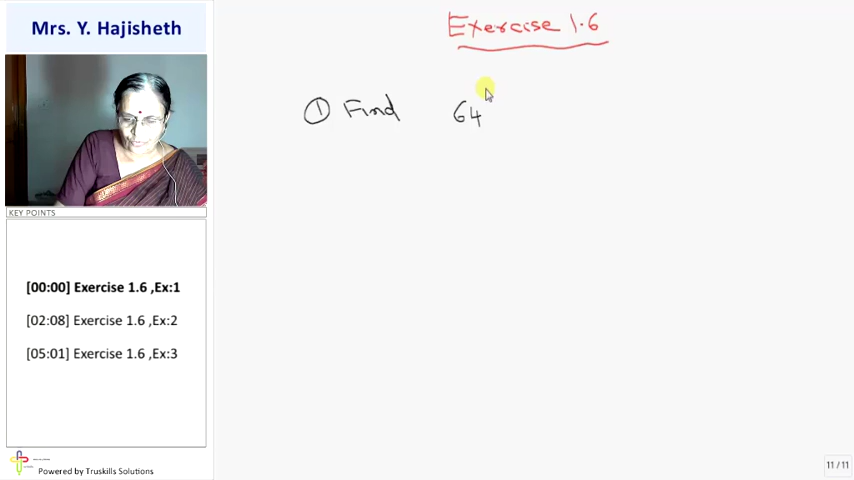 Mrs. Y. Hajisheth
Exercise 1.6
① Find 64
KEY POINTS
[00:00] Exercise 1.6 ,Ex:1
[02:08] Exercise 1.6 ,Ex:2
[05:01] Exercise 1.6 ,Ex:3
Powered by Truskills Solutions
11/11